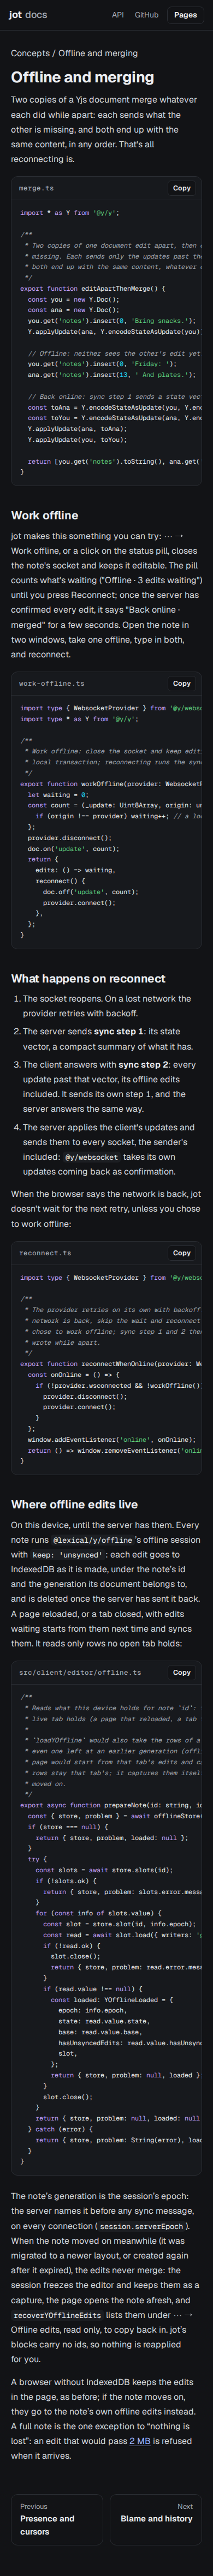 jot docs API GitHub Pages
Concepts / Offline and merging
Offline and merging
Two copies of a Yjs document merge whatever
each did while apart: each sends what the
other is missing, and both end up with the
same content, in any order. That's all
reconnecting is.
merge.ts Copy
import * as Y from '@y/y';
/**
* Two copies of one document edit apart, then
* missing. Each sends only the updates past the
* both end up with the same content, whatever
*/
export function editApartThenMerge() {
const you = new Y.Doc();
const ana = new Y.Doc();
you.get('notes').insert(0, 'Bring snacks.');
Y.applyUpdate(ana, Y.encodeStateAsUpdate(you)
// Offline: neither sees the other's edit yet
you.get('notes').insert(0, 'Friday: ');
ana.get('notes').insert(13, ' And plates.');
// Back online: sync step 1 sends a state vec
const toAna = Y.encodeStateAsUpdate(you, Y.en
const toYou = Y.encodeStateAsUpdate(ana, Y.en
Y.applyUpdate(ana, toAna);
Y.applyUpdate(you, toYou);
return [you.get('notes').toString(), ana.get(
}
Work offline
jot makes this something you can try: ⋯ →
Work offline, or a click on the status pill, closes
the note's socket and keeps it editable. The pill
counts what's waiting ("Offline · 3 edits waiting")
until you press Reconnect; once the server has
confirmed every edit, it says "Back online ·
merged" for a few seconds. Open the note in
two windows, take one offline, type in both,
and reconnect.
work-offline.ts Copy
import type { WebsocketProvider } from '@y/webso
import type * as Y from '@y/y';
/**
* Work offline: close the socket and keep edit
* local transaction; reconnecting runs the syn
*/
export function workOffline(provider: WebsocketP
let waiting = 0;
const count = (_update: Uint8Array, origin: u
if (origin !== provider) waiting++; // a lo
};
provider.disconnect();
doc.on('update', count);
return {
edits: () => waiting,
reconnect() {
doc.off('update', count);
provider.connect();
},
};
}
What happens on reconnect
1. The socket reopens. On a lost network the
provider retries with backoff.
2. The server sends sync step 1: its state
vector, a compact summary of what it has.
3. The client answers with sync step 2: every
update past that vector, its offline edits
included. It sends its own step 1, and the
server answers the same way.
4. The server applies the client's updates and
sends them to every socket, the sender's
included: @y/websocket takes its own
updates coming back as confirmation.
When the browser says the network is back, jot
doesn't wait for the next retry, unless you chose
to work offline:
reconnect.ts Copy
import type { WebsocketProvider } from '@y/webso
/**
* The provider retries on its own with backoff
* network is back, skip the wait and reconnect
* chose to work offline; sync step 1 and 2 the
* wrote while apart.
*/
export function reconnectWhenOnline(provider: We
const onOnline = () => {
if (!provider.wsconnected && !workOffline()
provider.disconnect();
provider.connect();
}
};
window.addEventListener('online', onOnline);
return () => window.removeEventListener('onlin
}
Where offline edits live
On this device, until the server has them. Every
note runs @lexical/y/offline 's offline session
with keep: 'unsynced' : each edit goes to
IndexedDB as it is made, under the note's id
and the generation its document belongs to,
and is deleted once the server has sent it back.
A page reloaded, or a tab closed, with edits
waiting starts from them next time and syncs
them. It reads only rows no open tab holds:
src/client/editor/offline.ts Copy
/**
* Reads what this device holds for note `id`:
* live tab holds (a page that reloaded, a tab
*
* `loadYOffline` would also take the rows of a
* even one left at an earlier generation (offl
* page would start from that tab's edits and c
* rows stay that tab's; it captures them itsel
* moved on.
*/
export async function prepareNote(id: string, i
const { store, problem } = await offlineStore(
if (store === null) {
return { store, problem, loaded: null };
}
try {
const slots = await store.slots(id);
if (!slots.ok) {
return { store, problem: slots.error.messa
}
for (const info of slots.value) {
const slot = store.slot(id, info.epoch);
const read = await slot.load({ writers: 'g
if (!read.ok) {
slot.close();
return { store, problem: read.error.mess
}
if (read.value !== null) {
const loaded: YOfflineLoaded = {
epoch: info.epoch,
state: read.value.state,
base: read.value.base,
hasUnsyncedEdits: read.value.hasUnsyn
slot,
};
return { store, problem: null, loaded }
}
slot.close();
}
return { store, problem: null, loaded: null
} catch (error) {
return { store, problem: String(error), loa
}
}
The note's generation is the session's epoch:
the server names it before any sync message,
on every connection ( session.serverEpoch ).
When the note moved on meanwhile (it was
migrated to a newer layout, or created again
after it expired), the edits never merge: the
session freezes the editor and keeps them as a
capture, the page opens the note afresh, and
recoverYOfflineEdits lists them under ⋯ →
Offline edits, read only, to copy back in. jot's
blocks carry no ids, so nothing is reapplied
for you.
A browser without IndexedDB keeps the edits
in the page, as before; if the note moves on,
they go to the note's own offline edits instead.
A full note is the one exception to "nothing is
lost": an edit that would pass 2 MB is refused
when it arrives.
Previous
Presence and
cursors
Next
Blame and history